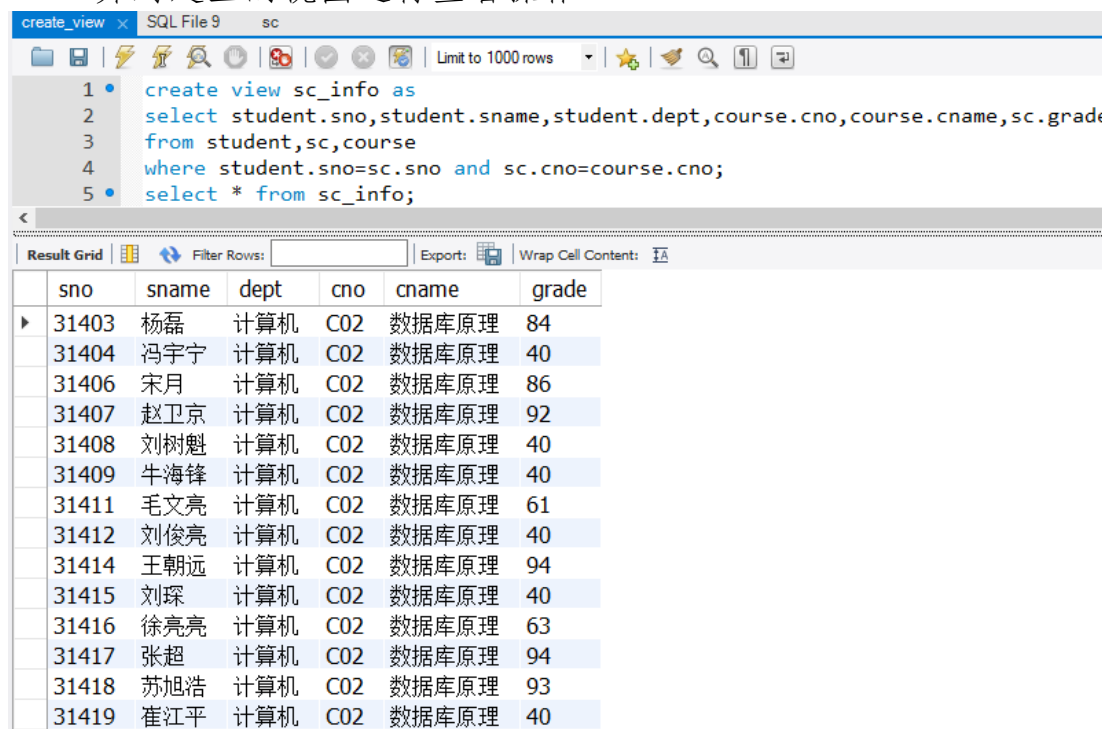 create_view × SQL File 9 sc
Limit to 1000 rows
1 create view sc_info as
2 select student.sno,student.sname,student.dept,course.cno,course.cname,sc.grade
3 from student,sc,course
4 where student.sno=sc.sno and sc.cno=course.cno;
5 select * from sc_info;
Result Grid Filter Rows: Export: Wrap Cell Content:
sno sname dept cno cname grade
31403 杨磊 计算机 C02 数据库原理 84
31404 冯宇宁 计算机 C02 数据库原理 40
31406 宋月 计算机 C02 数据库原理 86
31407 赵卫京 计算机 C02 数据库原理 92
31408 刘树魁 计算机 C02 数据库原理 40
31409 牛海锋 计算机 C02 数据库原理 40
31411 毛文亮 计算机 C02 数据库原理 61
31412 刘俊亮 计算机 C02 数据库原理 40
31414 王朝远 计算机 C02 数据库原理 94
31415 刘琛 计算机 C02 数据库原理 40
31416 徐亮亮 计算机 C02 数据库原理 63
31417 张超 计算机 C02 数据库原理 94
31418 苏旭浩 计算机 C02 数据库原理 93
31419 崔江平 计算机 C02 数据库原理 40